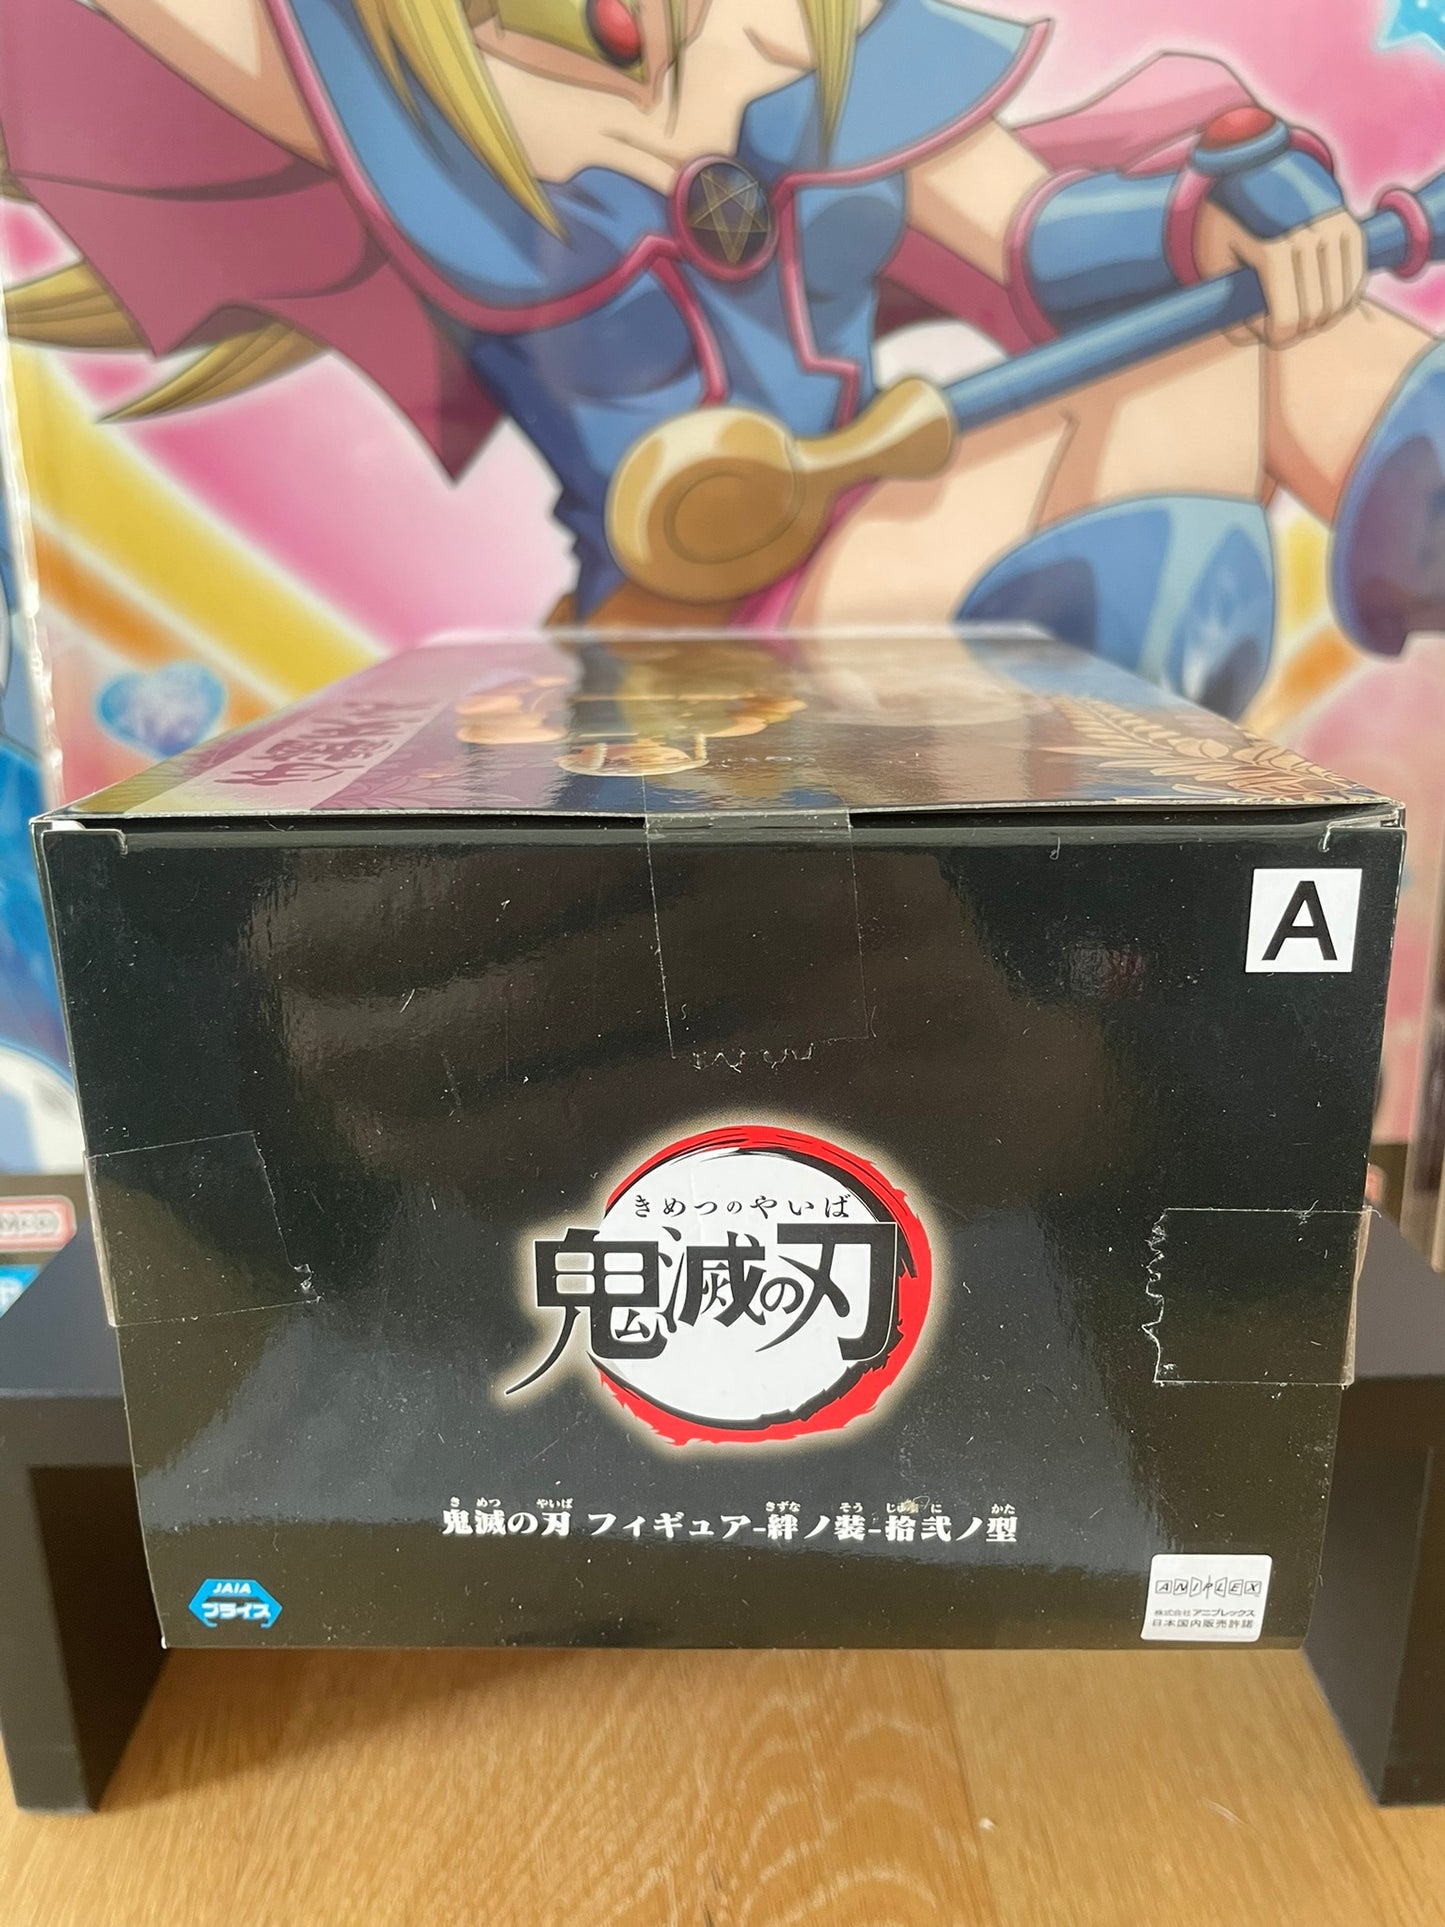 A
きめつのやいば
鬼滅の刃
鬼滅の刃 フィギュア-絆ノ装-拾弐ノ型
JAIA
プライズ
ANIPLEX
株式会社アニプレックス
日本国内販売許諾